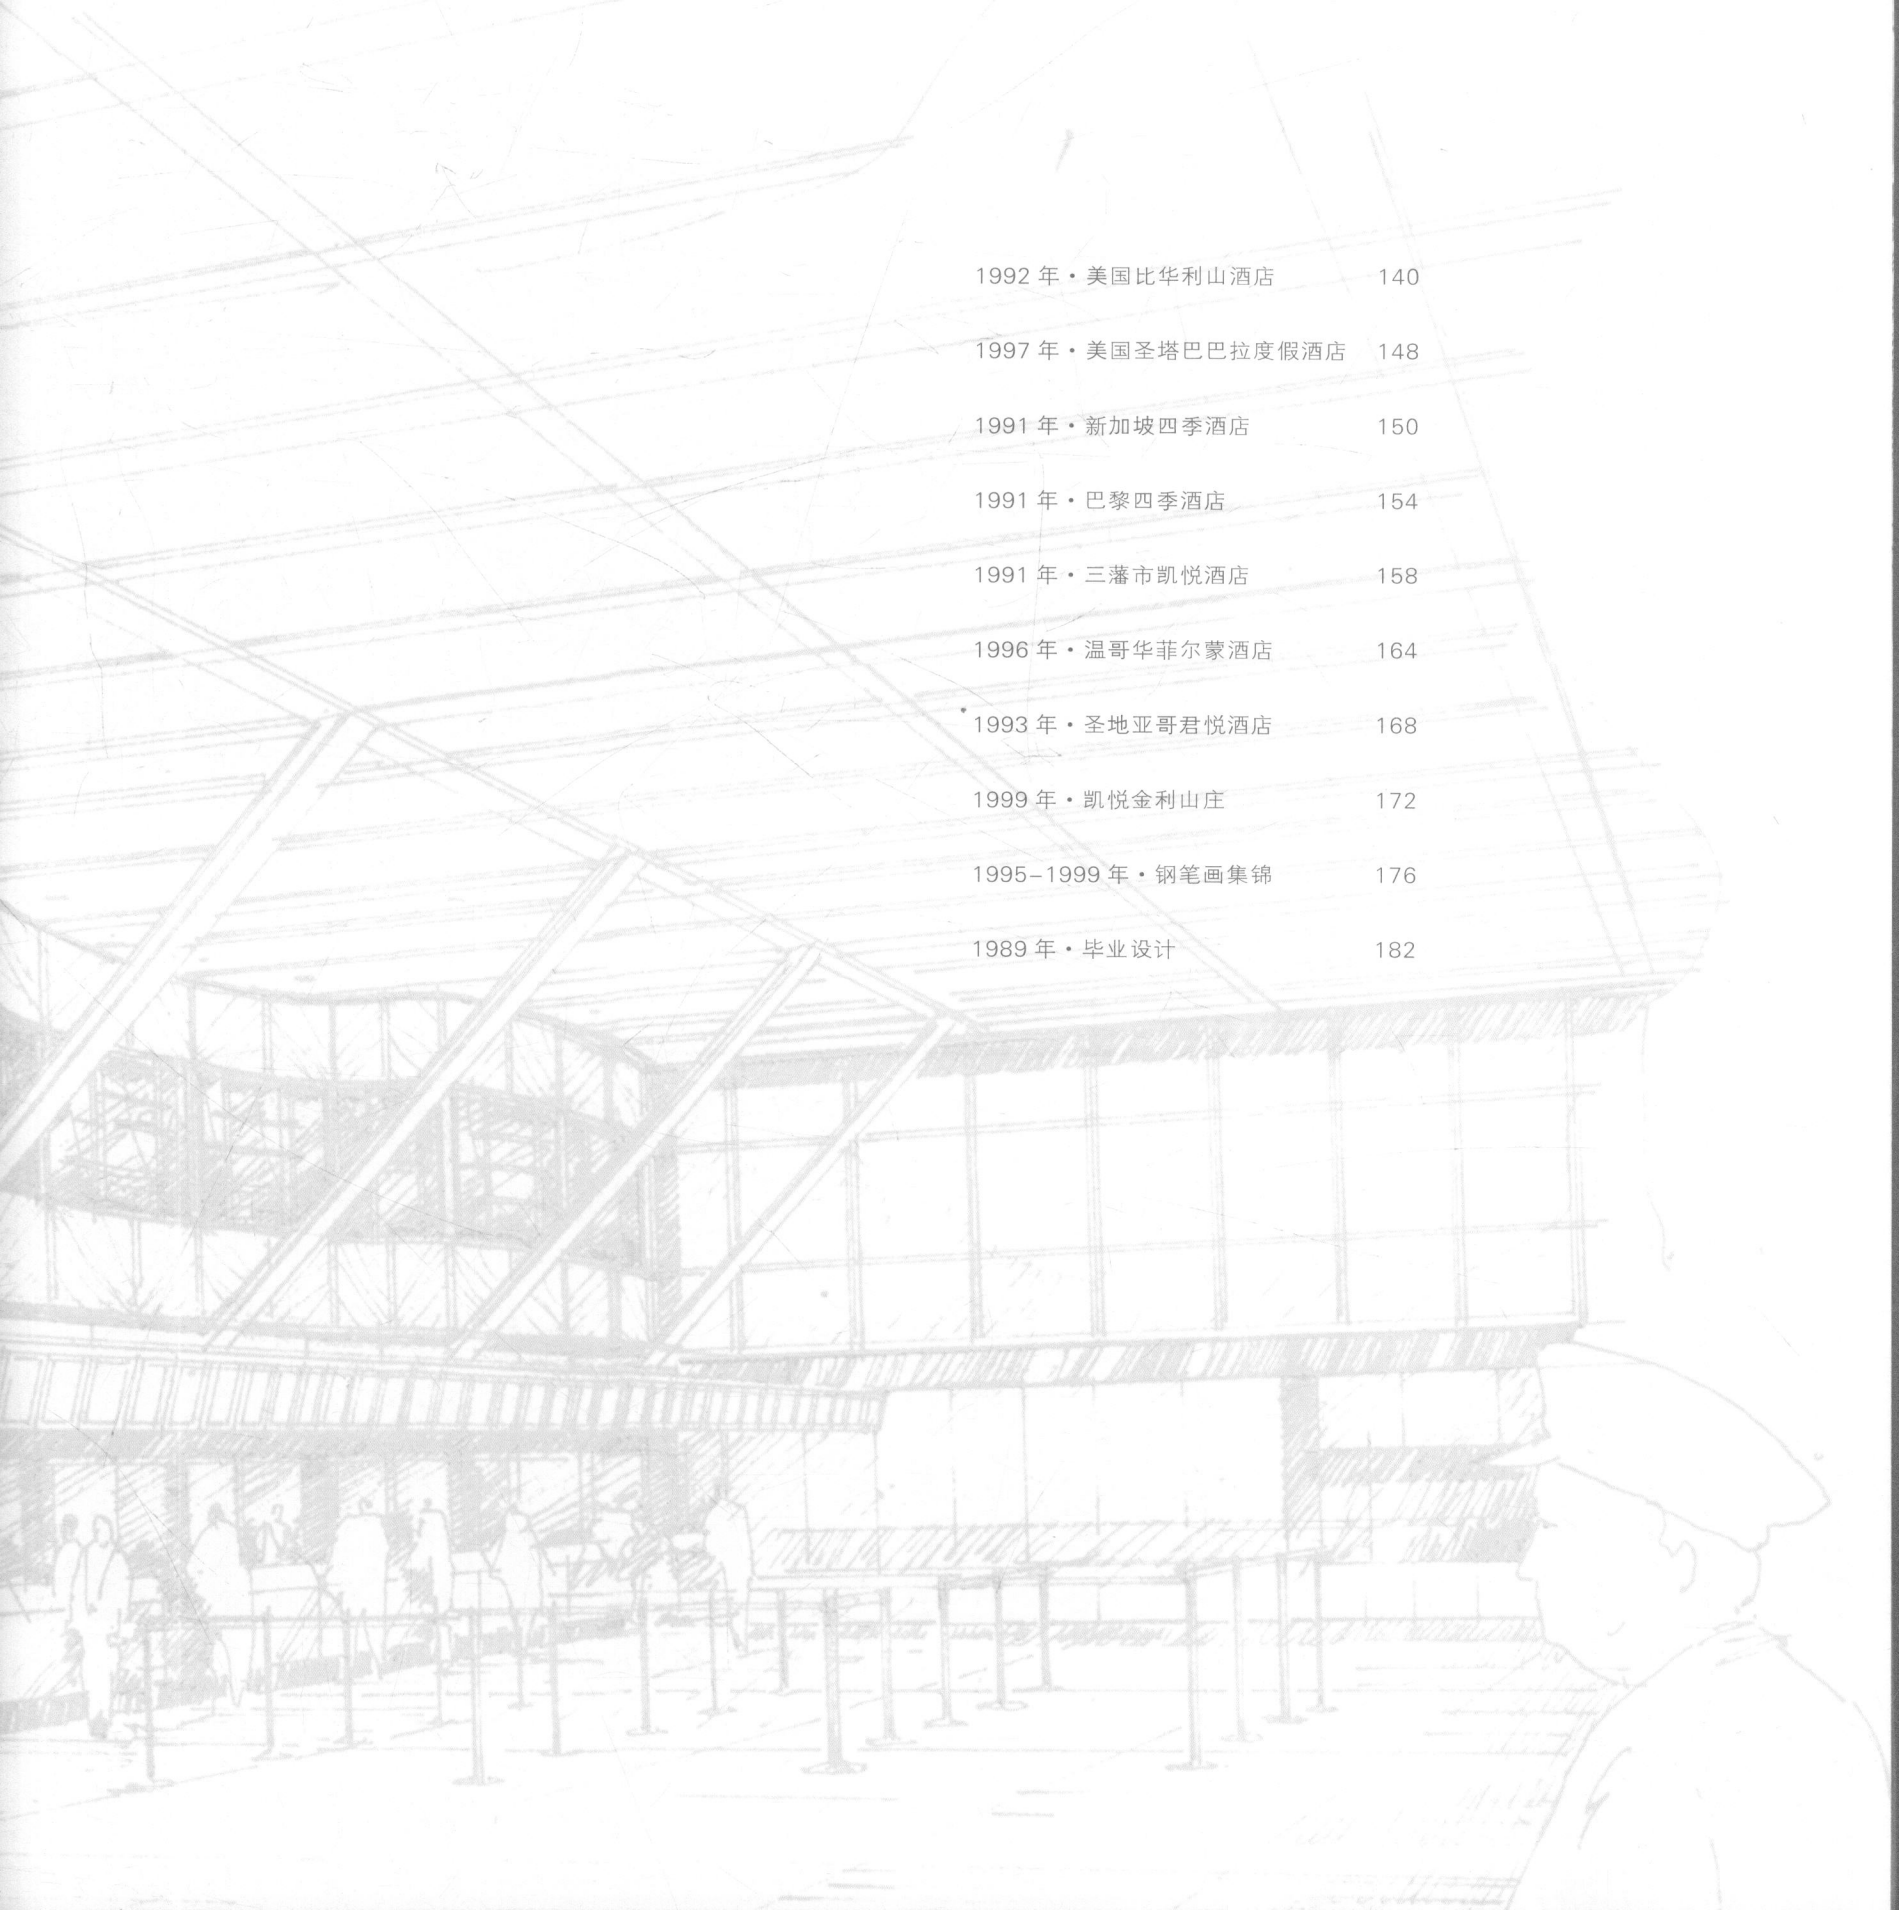 1992 年・美国比华利山酒店 140
1997 年・美国圣塔巴巴拉度假酒店 148
1991 年・新加坡四季酒店 150
1991 年・巴黎四季酒店 154
1991 年・三藩市凯悦酒店 158
1996 年・温哥华菲尔蒙酒店 164
1993 年・圣地亚哥君悦酒店 168
1999 年・凯悦金利山庄 172
1995–1999 年・钢笔画集锦 176
1989 年・毕业设计 182